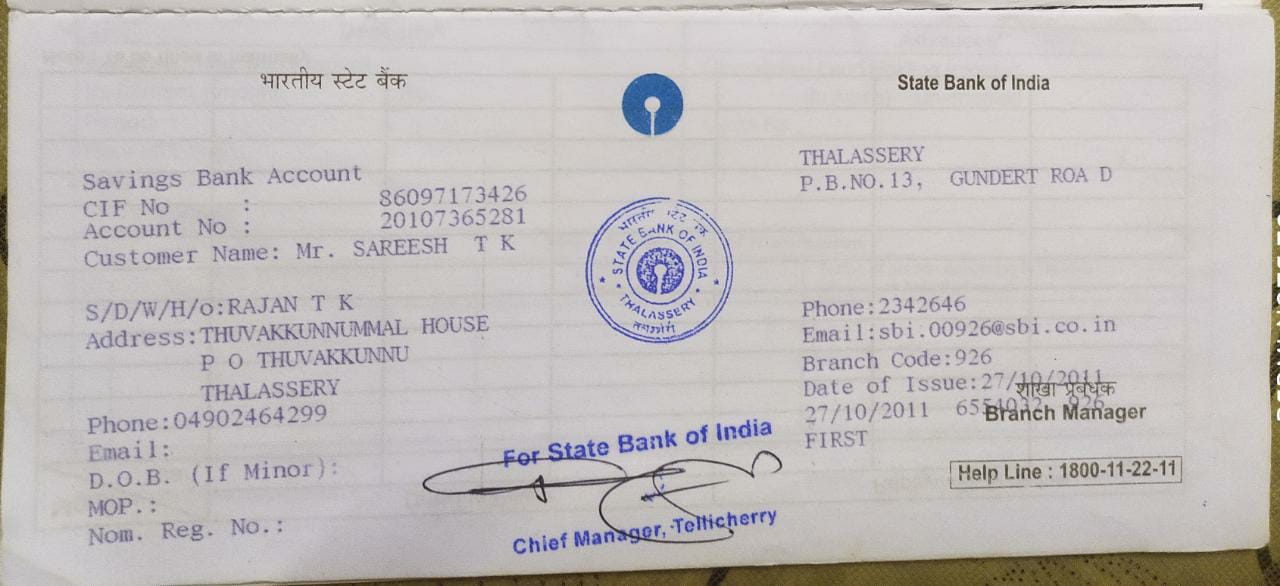 भारतीय स्टेट बैंक
State Bank of India
Savings Bank Account
CIF No : 86097173426
Account No : 20107365281
Customer Name: Mr. SAREESH T K
S/D/W/H/o:RAJAN T K
Address:THUVAKKUNNUMMAL HOUSE
P O THUVAKKUNNU
THALASSERY
Phone:04902464299
Email:
D.O.B. (If Minor):
MOP.:
Nom. Reg. No.:
STATE BANK OF INDIA
THALASSERY
For State Bank of India
Chief Manager, Tellicherry
THALASSERY
P.B.NO.13, GUNDERT ROA D
Phone:2342646
Email:sbi.00926@sbi.co.in
Branch Code:926
Date of Issue:27/10/2011
शाखा प्रबंधक
27/10/2011 926
Branch Manager
FIRST
Help Line : 1800-11-22-11